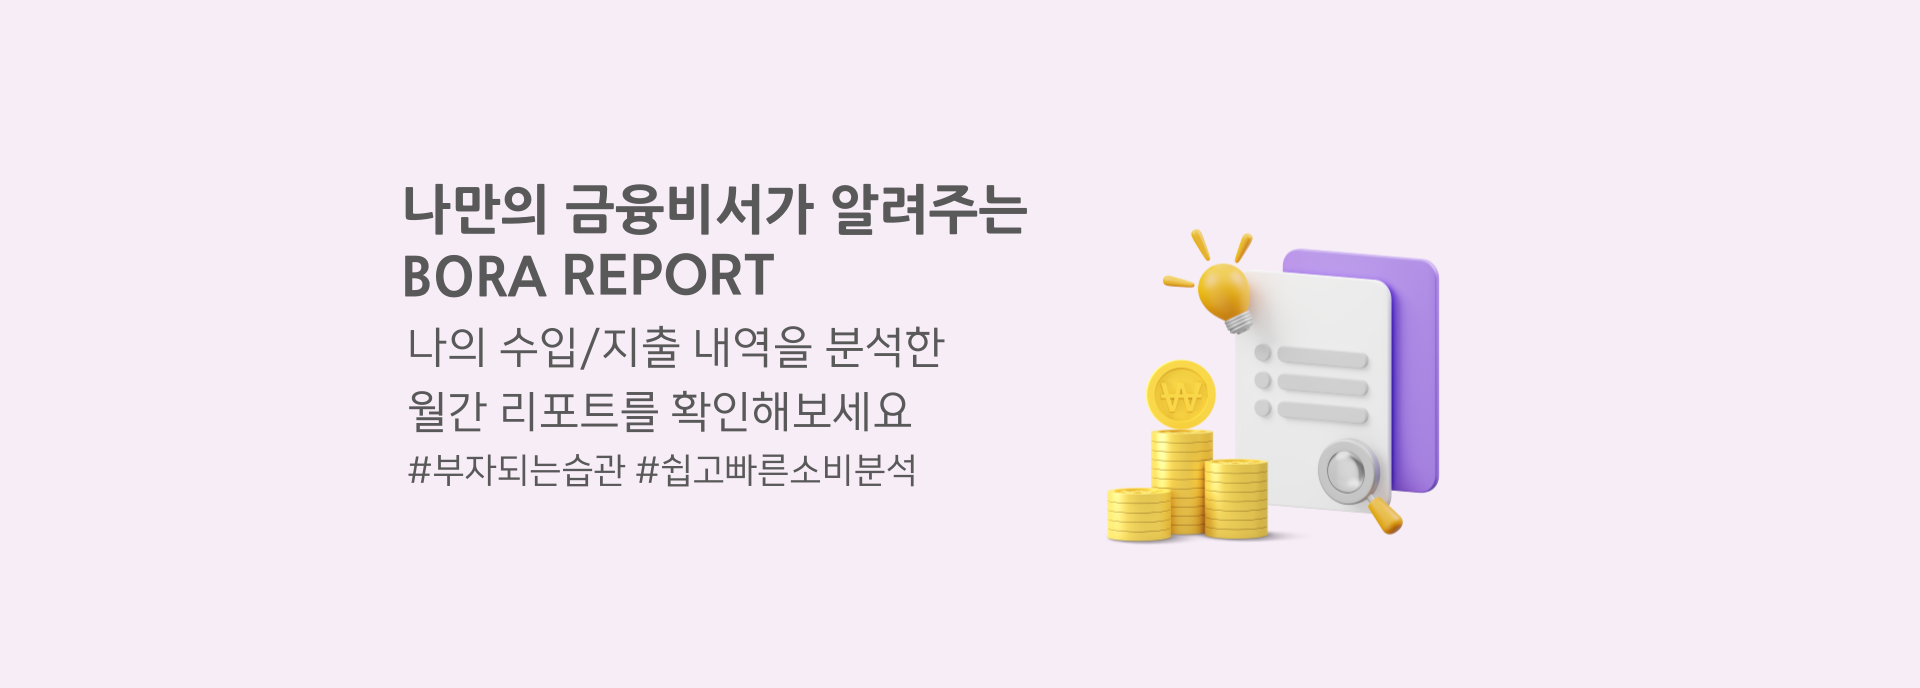 나만의 금융비서가 알려주는
BORA REPORT
나의 수입/지출 내역을 분석한
월간 리포트를 확인해보세요
#부자되는습관 #쉽고빠른소비분석
₩